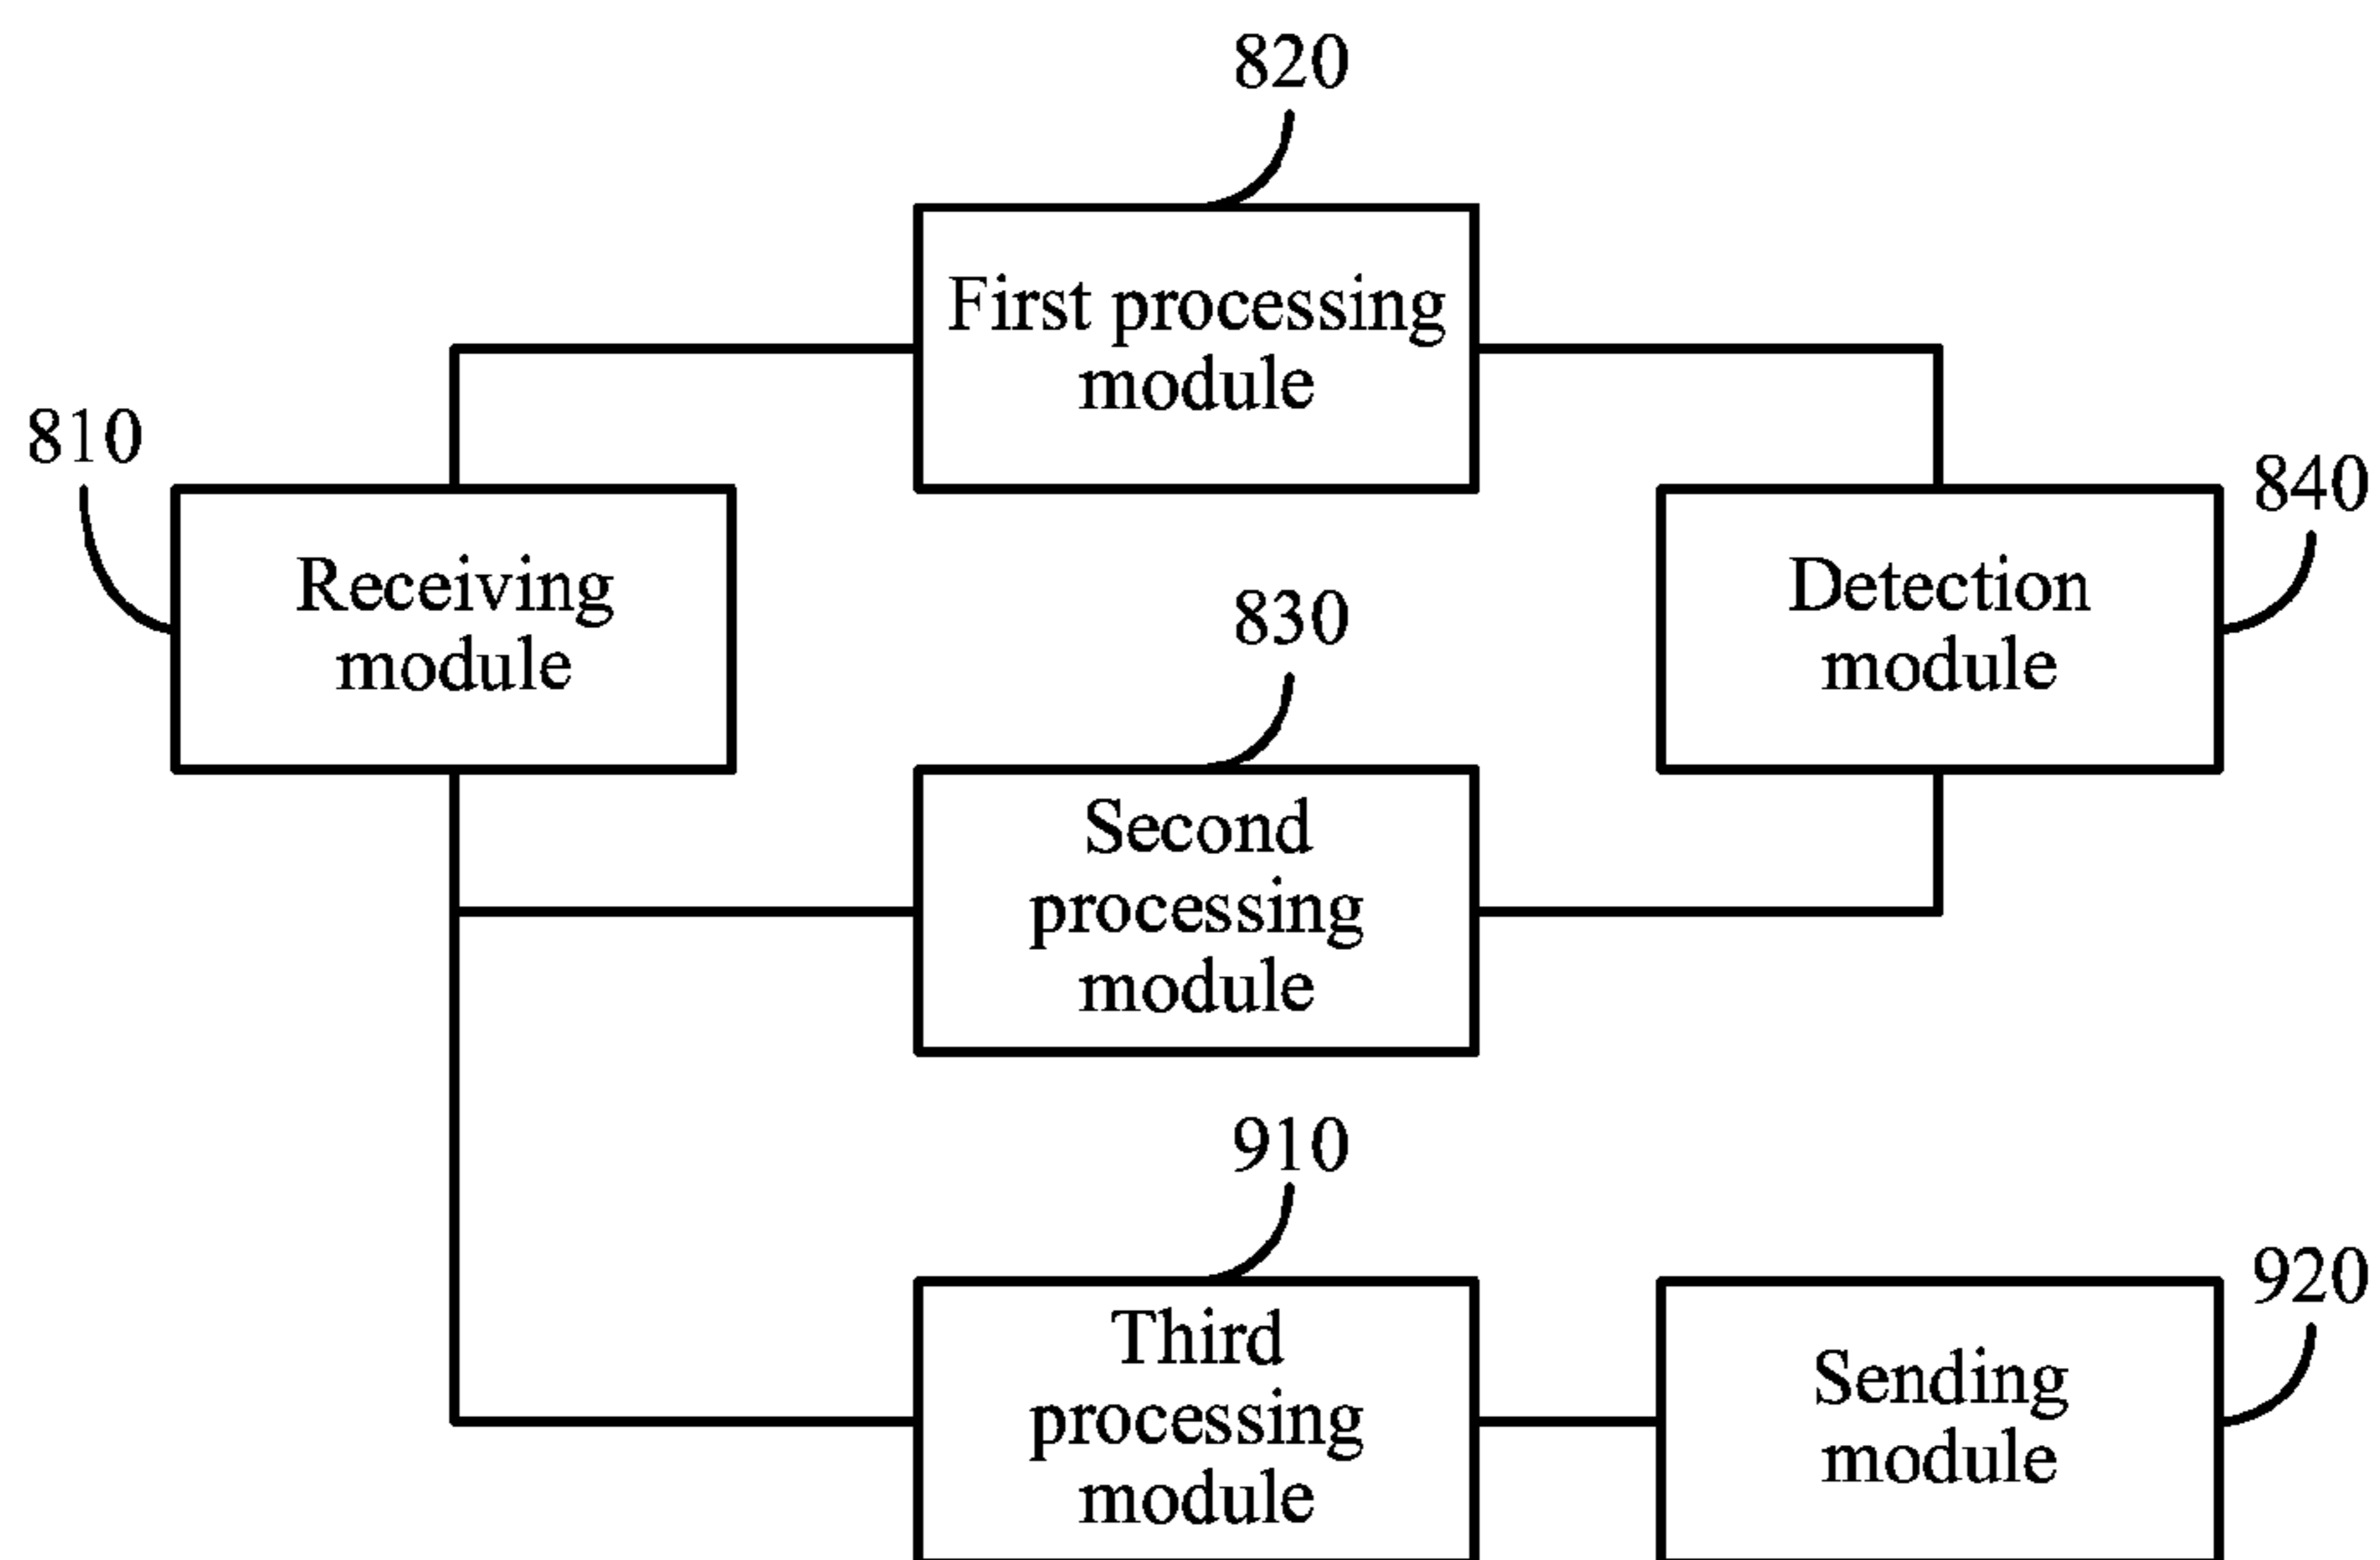 820
First processing
module
810
Receiving
module
840
Detection
module
830
Second
processing
module
910
Third
processing
module
920
Sending
module